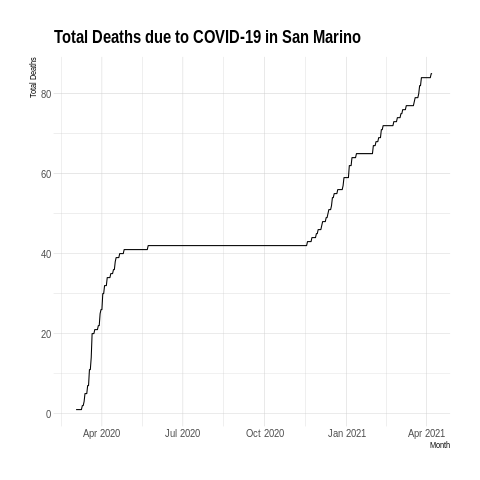 Total Deaths due to COVID-19 in San Marino
Total Deaths
80
60
40
20
0
Apr 2020
Jul 2020
Oct 2020
Jan 2021
Apr 2021
Month